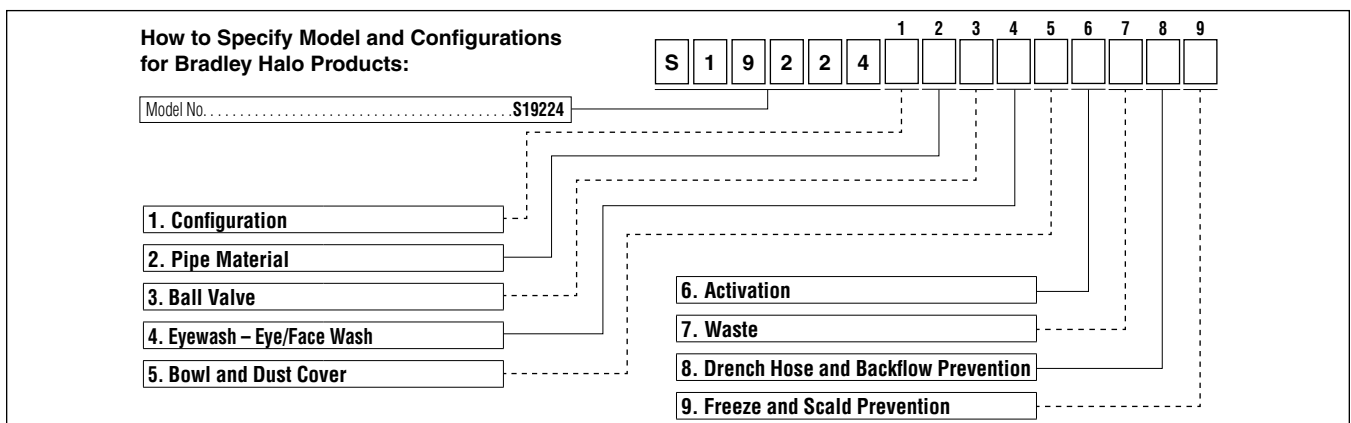 How to Specify Model and Configurations
for Bradley Halo Products:
1 2 3 4 5 6 7 8 9
S 1 9 2 2 4
Model No. . . . . . . . . . . . . . . . . . . . . . . . . . . . . . . . . . . . . . . . . . S19224
1. Configuration
2. Pipe Material
3. Ball Valve
4. Eyewash – Eye/Face Wash
5. Bowl and Dust Cover
6. Activation
7. Waste
8. Drench Hose and Backflow Prevention
9. Freeze and Scald Prevention